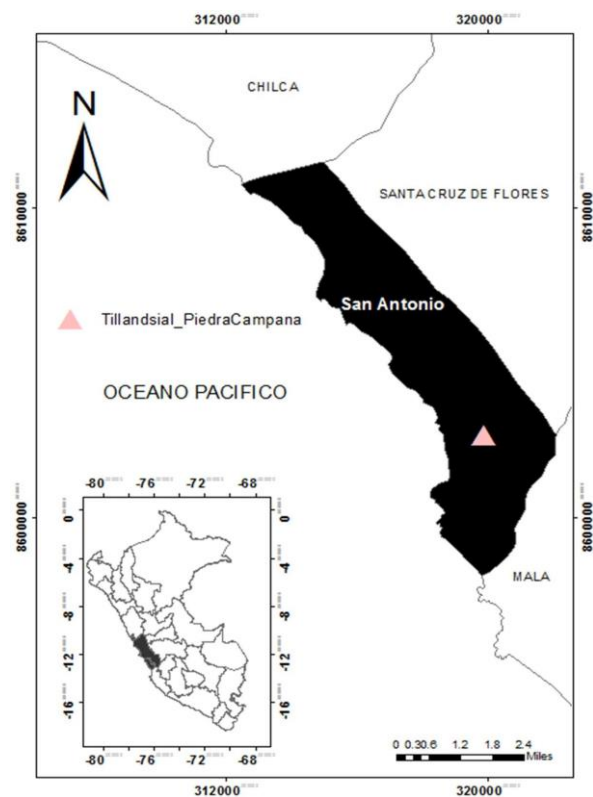 312000 320000
CHILCA
N
SANTA CRUZ DE FLORES
8610000 8610000
San Antonio
Tillandsial_PiedraCampana
OCEANO PACIFICO
-80 -76 -72 -68
0 0
-4 -4
8600000 8600000
-8 -8
MALA
-12 -12
-16 -16
0 0.30.6 1.2 1.8 2.4
Miles
-80 -76 -72 -68
312000 320000